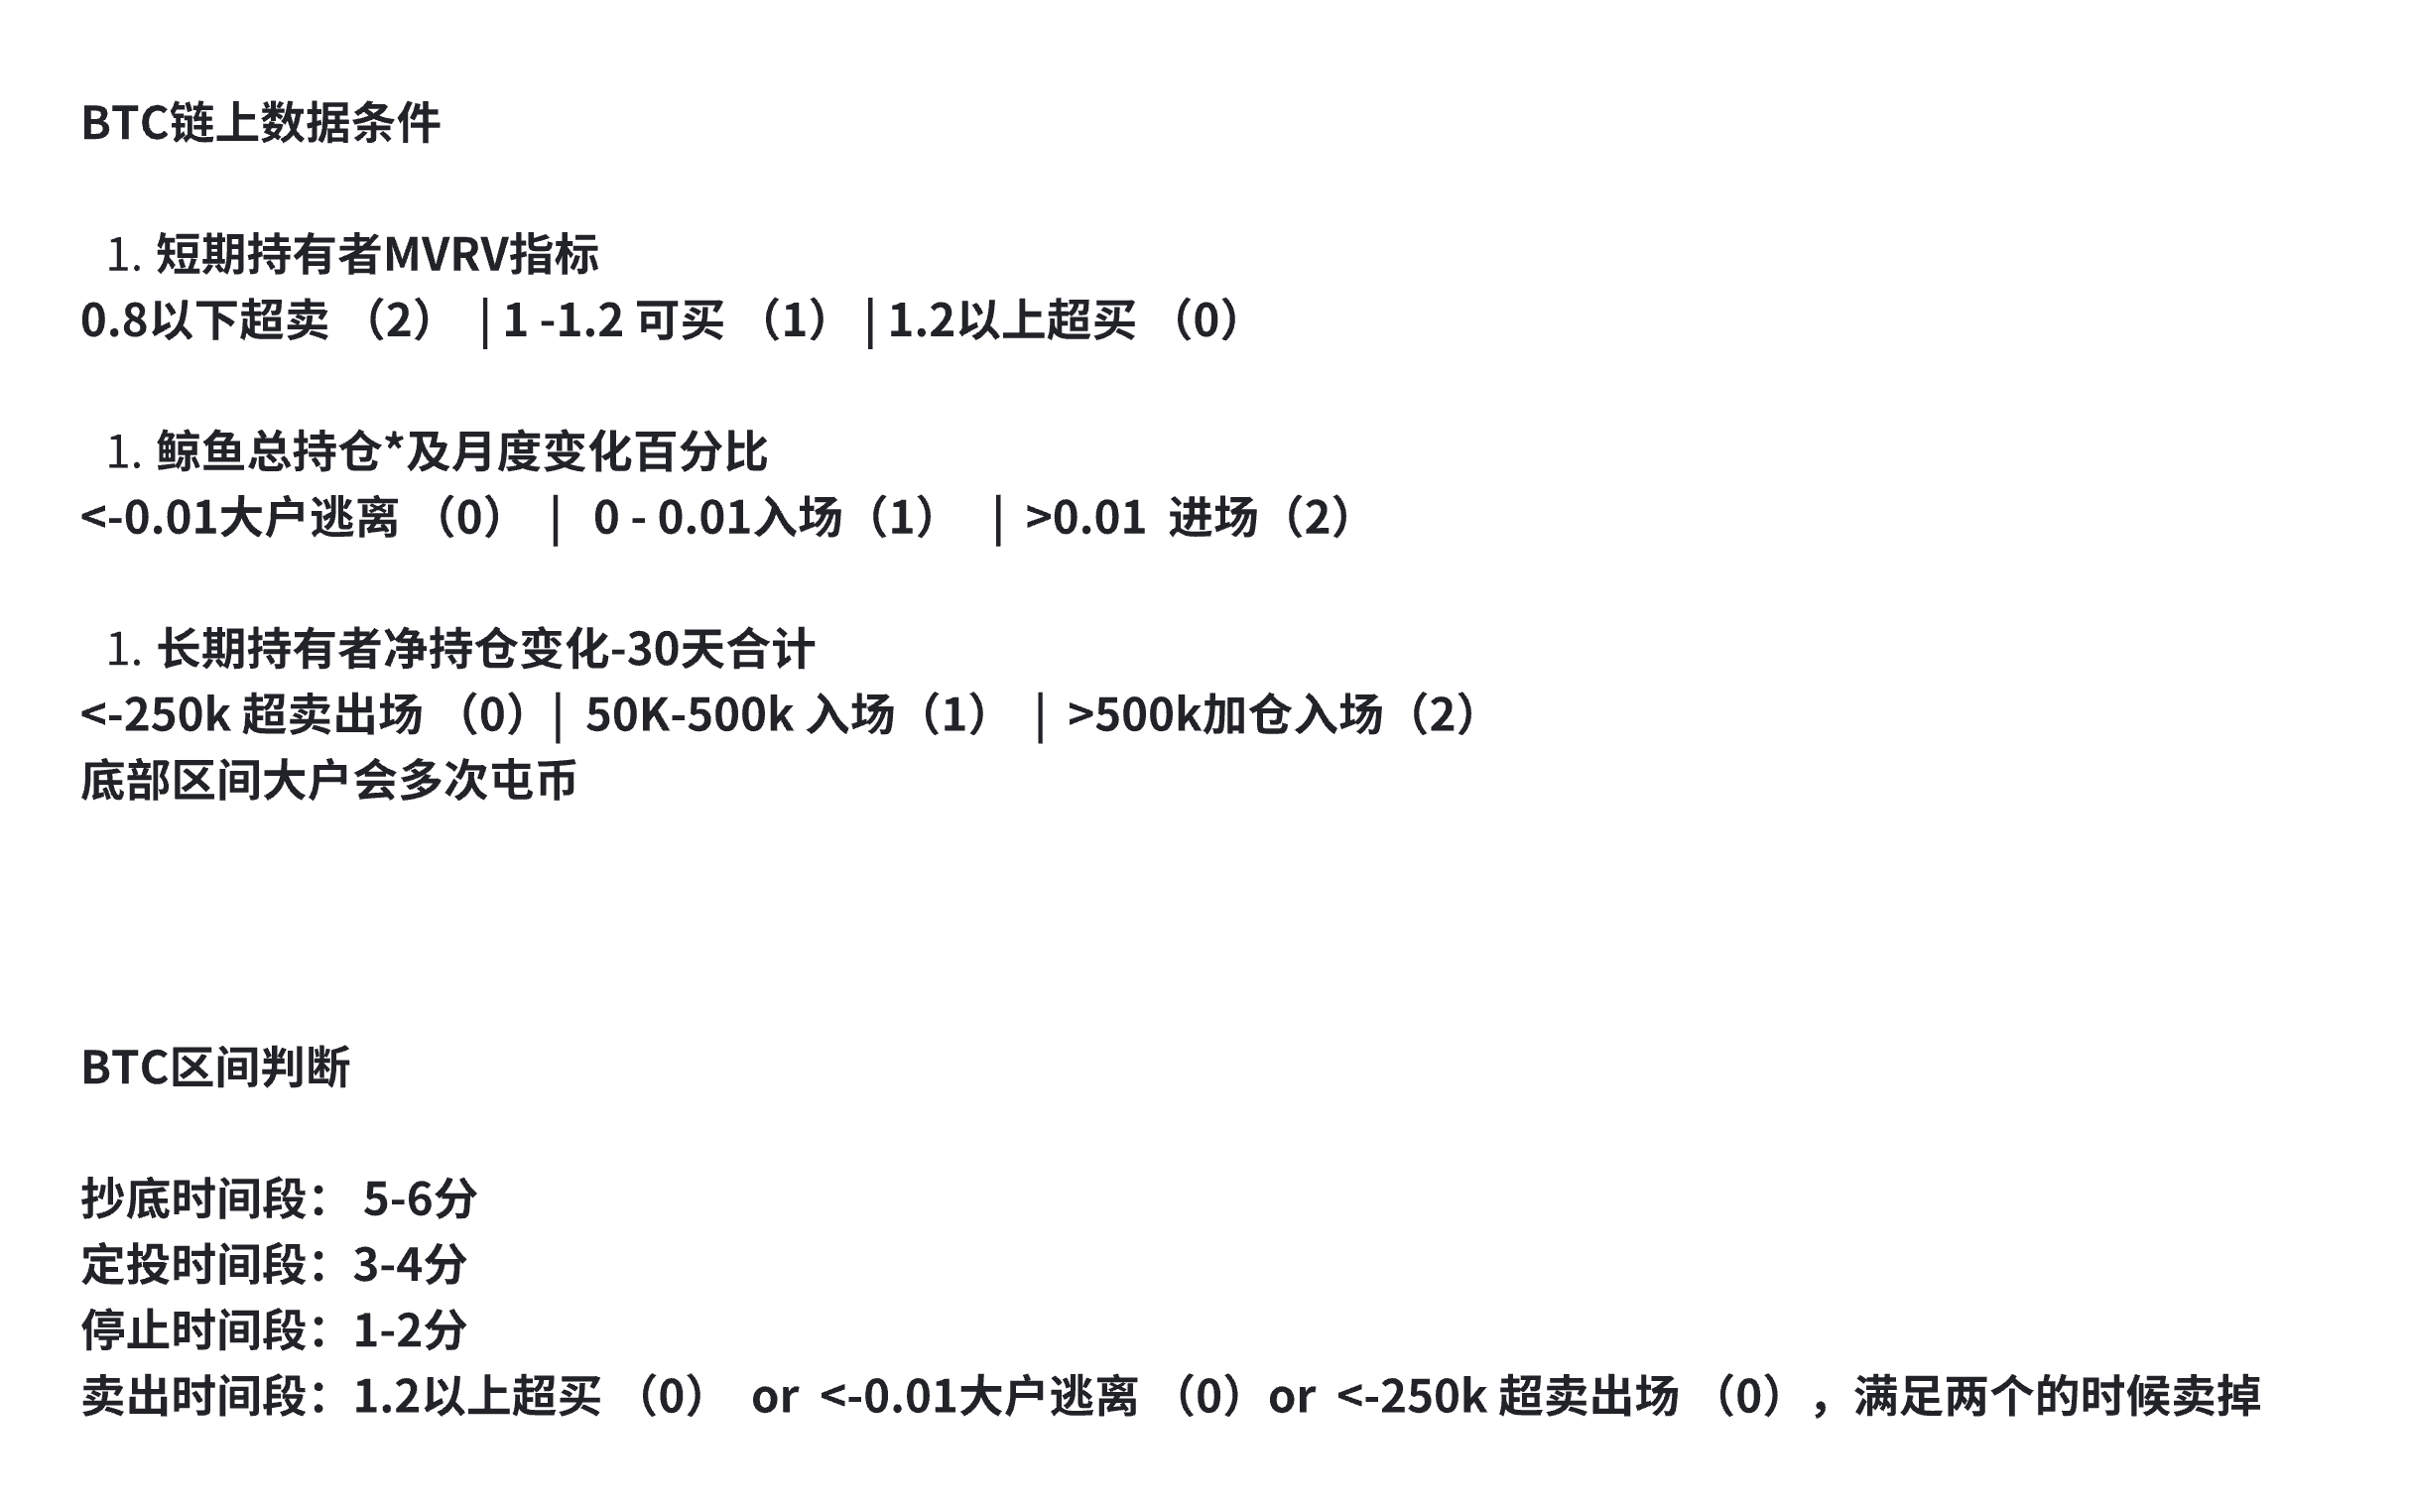 BTC链上数据条件
1. 短期持有者MVRV指标
0.8以下超卖 （2） | 1 -1.2 可买 （1） | 1.2以上超买 （0）
1. 鲸鱼总持仓*及月度变化百分比
<-0.01大户逃离 （0） | 0 - 0.01入场（1） | >0.01 进场（2）
1. 长期持有者净持仓变化-30天合计
<-250k 超卖出场 （0）| 50K-500k 入场（1） | >500k加仓入场（2）
底部区间大户会多次屯币
BTC区间判断
抄底时间段： 5-6分
定投时间段：3-4分
停止时间段：1-2分
卖出时间段：1.2以上超买 （0） or <-0.01大户逃离 （0）or <-250k 超卖出场 （0），满足两个的时候卖掉